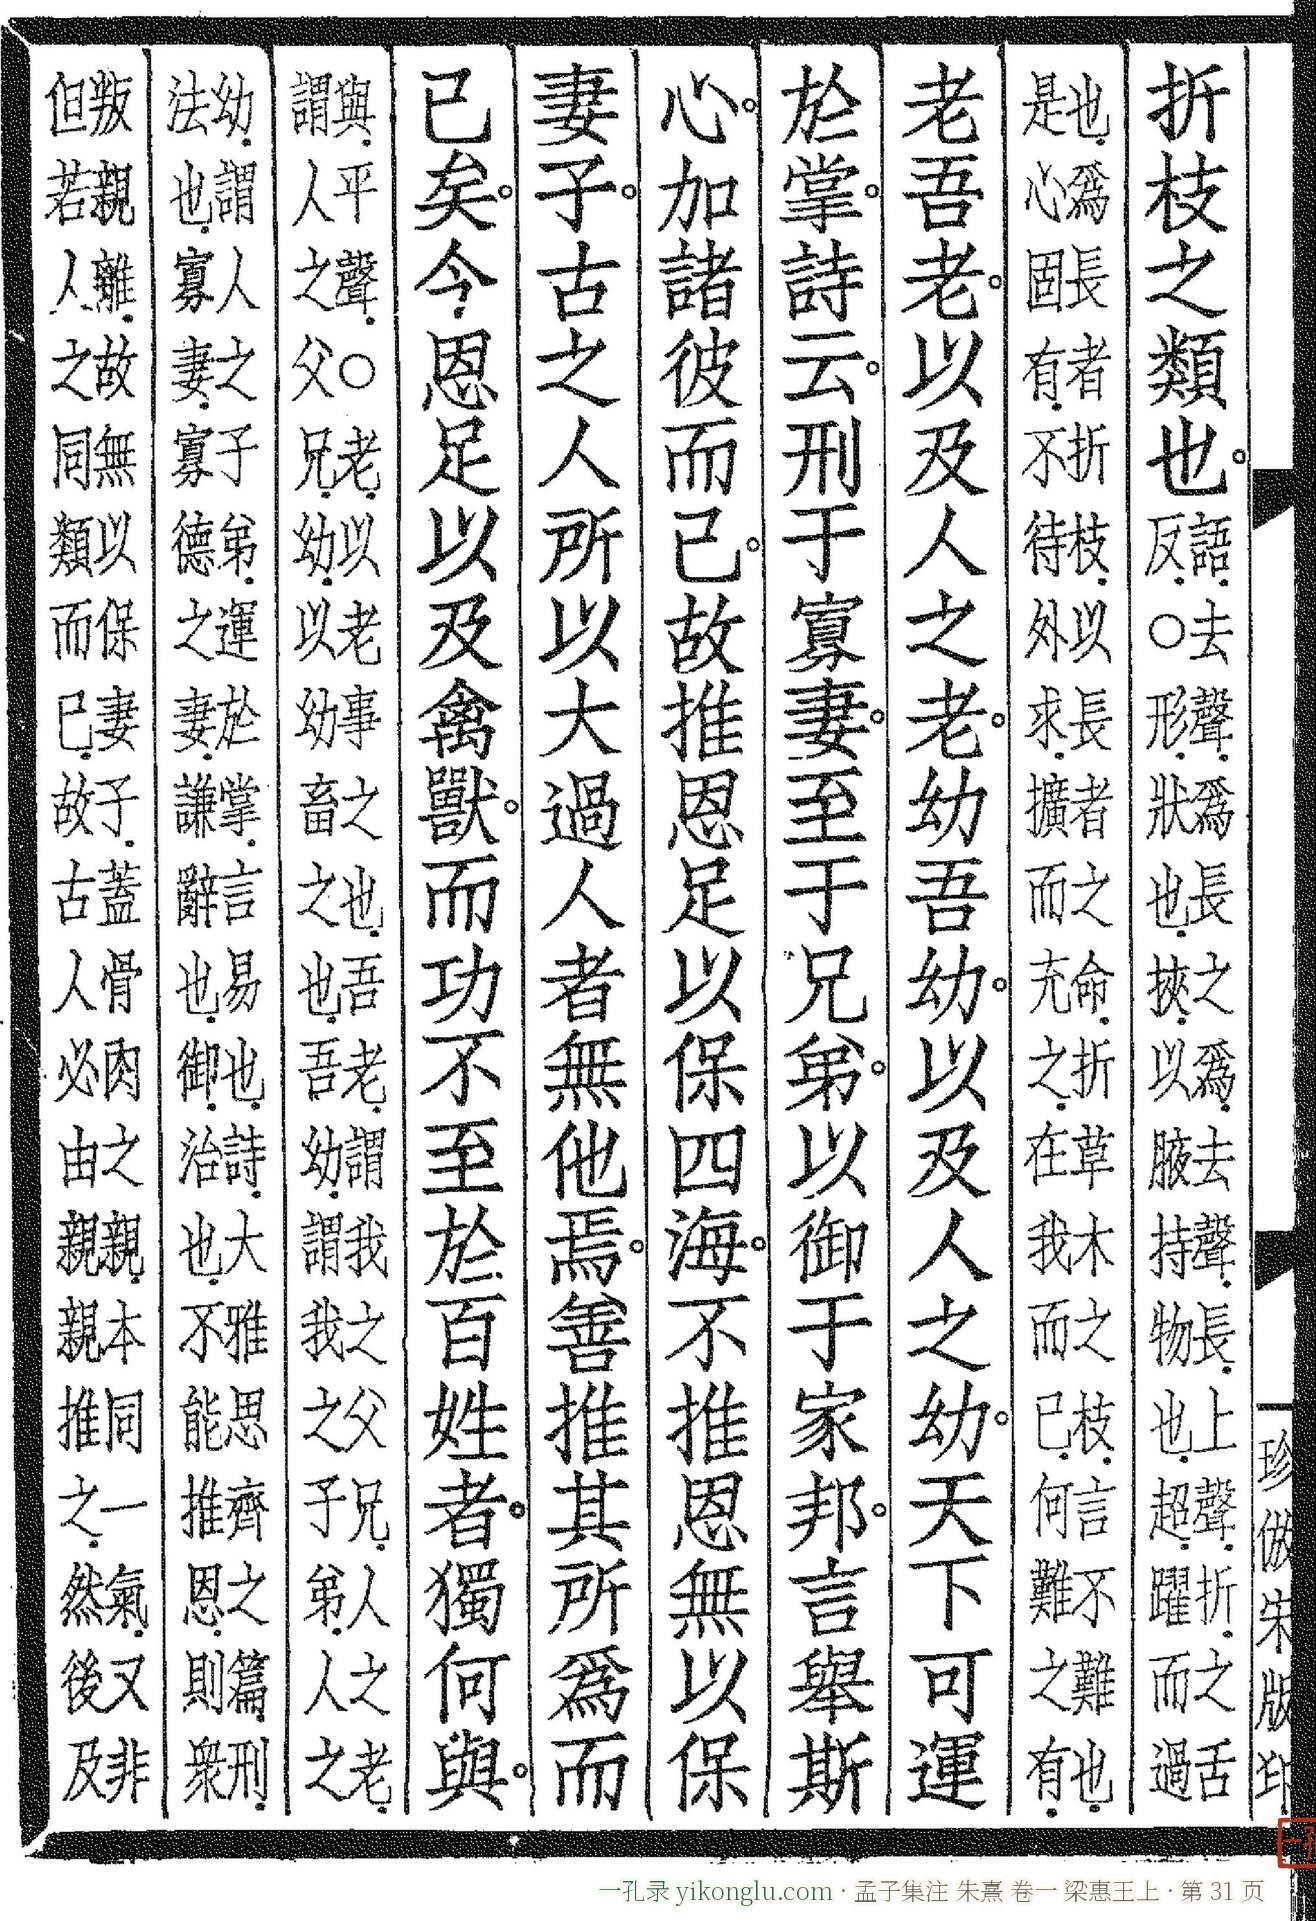 折枝之類也。語。去聲。爲長之爲。去聲。長。上聲。折。之舌
反。○形。狀也。挾。以腋持物也。超。躍而過
也。爲長者折枝。以長者之命。折草木之枝。言不難也。
是心固有。不待外求。擴而充之。在我而已。何難之有。
老吾老。以及人之老。幼吾幼。以及人之幼。天下可運
於掌。詩云。刑于寡妻。至于兄弟。以御于家邦。言舉斯
心。加諸彼而已。故推恩足以保四海。不推恩無以保
妻子。古之人所以大過人者無他焉。善推其所爲而
已矣。今恩足以及禽獸。而功不至於百姓者。獨何與。
與。平聲。○老。以老事之也。吾老。謂我之父兄。人之老。
謂人之父兄。幼。以幼畜之也。吾幼。謂我之子弟。人之
幼。謂人之子弟。運於掌。言易也。詩。大雅思齊之篇。刑。
法也。寡妻。寡德之妻。謙辭也。御。治也。不能推恩。則衆
叛親離。故無以保妻子。蓋骨肉之親。本同一氣。又非
但若人之同類而已。故古人必由親親推之。然後及
珍倣宋版印
一孔录 yikonglu.com · 孟子集注 朱熹 卷一 梁惠王上 · 第 31 页